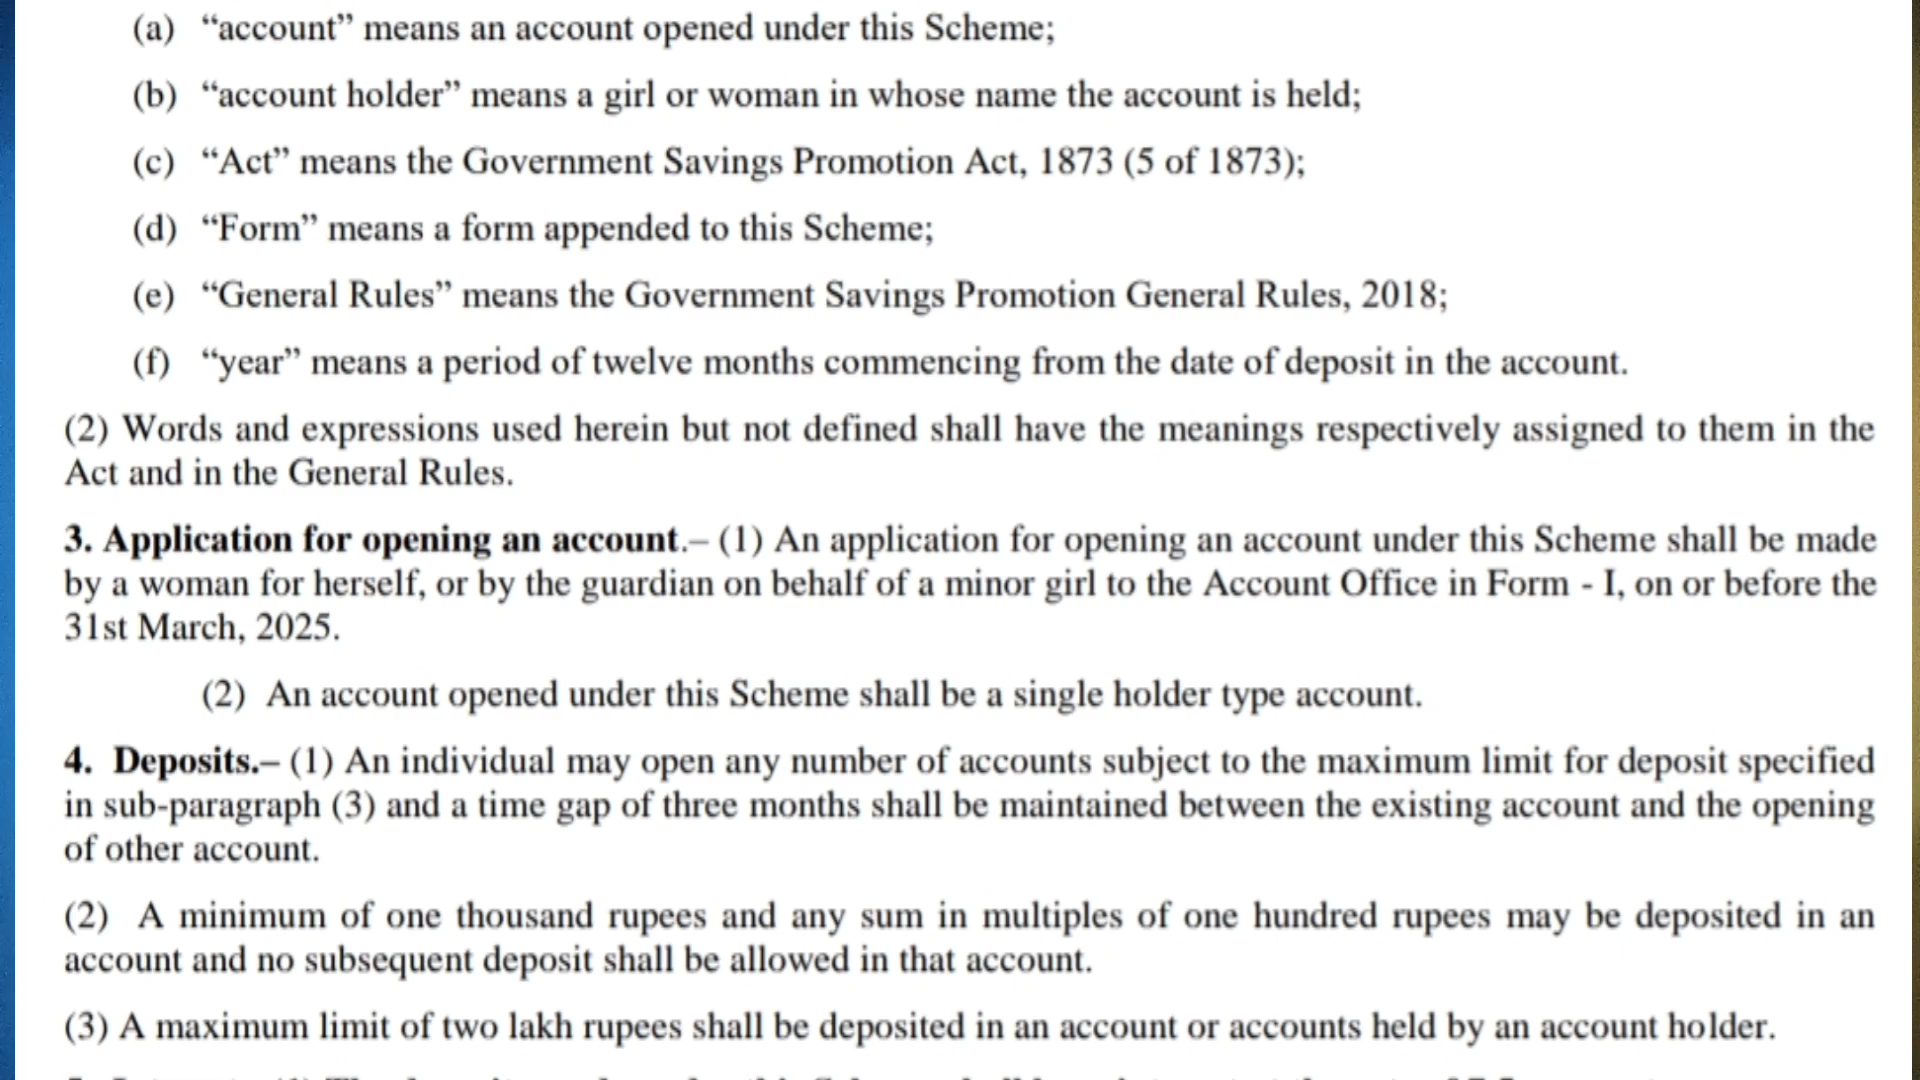 (a) “account” means an account opened under this Scheme;
(b) “account holder” means a girl or woman in whose name the account is held;
(c) “Act” means the Government Savings Promotion Act, 1873 (5 of 1873);
(d) “Form” means a form appended to this Scheme;
(e) “General Rules” means the Government Savings Promotion General Rules, 2018;
(f) “year” means a period of twelve months commencing from the date of deposit in the account.
(2) Words and expressions used herein but not defined shall have the meanings respectively assigned to them in the
Act and in the General Rules.
3. Application for opening an account.– (1) An application for opening an account under this Scheme shall be made
by a woman for herself, or by the guardian on behalf of a minor girl to the Account Office in Form - I, on or before the
31st March, 2025.
(2) An account opened under this Scheme shall be a single holder type account.
4. Deposits.– (1) An individual may open any number of accounts subject to the maximum limit for deposit specified
in sub-paragraph (3) and a time gap of three months shall be maintained between the existing account and the opening
of other account.
(2) A minimum of one thousand rupees and any sum in multiples of one hundred rupees may be deposited in an
account and no subsequent deposit shall be allowed in that account.
(3) A maximum limit of two lakh rupees shall be deposited in an account or accounts held by an account holder.